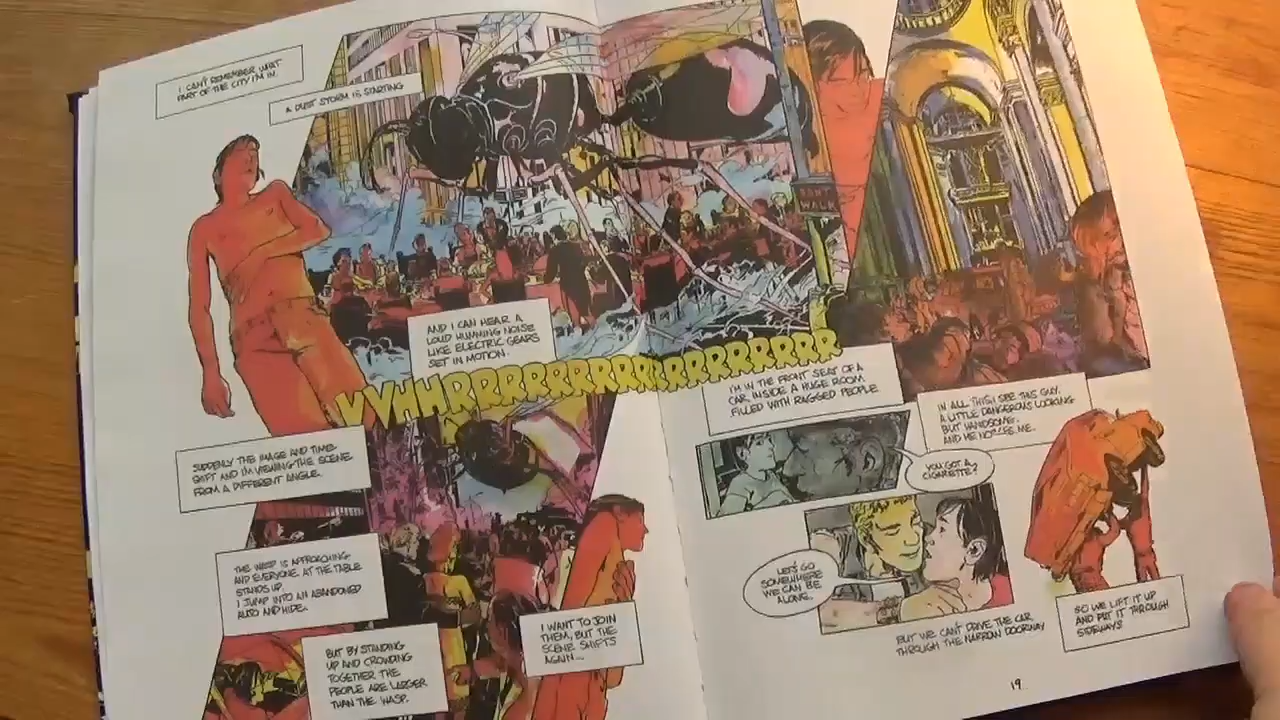 I CAN'T REMEMBER WHAT
PART OF THE CITY I'M IN.
A DUST STORM IS STARTING
AND I CAN HEAR A
LOUD HUMMING NOISE
LIKE ELECTRIC GEARS
SET IN MOTION.
VVHHRRRRRRRRRRRRRRRRR
SUDDENLY THE IMAGE AND TIME
SHIFT AND I'M VIEWING THE SCENE
FROM A DIFFERENT ANGLE.
THE WASP IS APPROACHING
AND EVERYONE AT THE TABLE
STANDS UP.
I JUMP INTO AN ABANDONED
AUTO AND HIDE.
BUT BY STANDING
UP AND CROWDING
TOGETHER THE
PEOPLE ARE LARGER
THAN THE WASP.
I WANT TO JOIN
THEM, BUT THE
SCENE SHIFTS
AGAIN...
WALK
I'M IN THE FRONT SEAT OF A
CAR, INSIDE A HUGE ROOM
FILLED WITH RAGGED PEOPLE
IN ALL THIS I SEE THIS GUY,
A LITTLE DANGEROUS LOOKING
BUT HANDSOME.
AND HE NOTICES ME.
YOU GOT A
CIGARETTE?
LET'S GO
SOMEWHERE
WE CAN BE
ALONE.
BUT WE CAN'T DRIVE THE CAR
THROUGH THE NARROW DOORWAY
SO WE LIFT IT UP
AND PUT IT THROUGH
SIDEWAYS
19